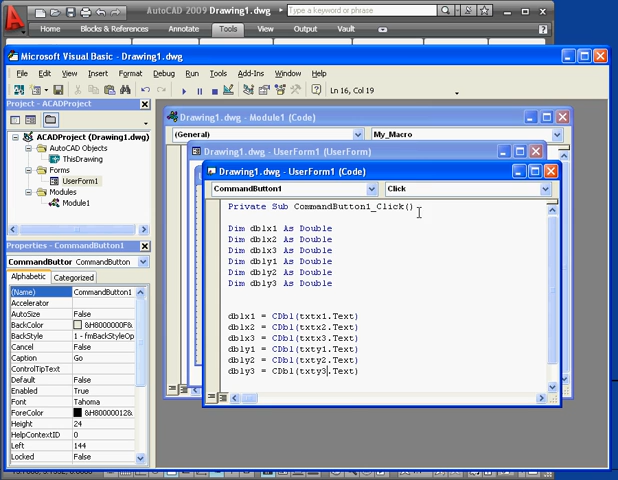 AutoCAD 2009 Drawing1.dwg
Type a keyword or phrase
Home Blocks & References Annotate Tools Output Vault
Microsoft Visual Basic - Drawing1.dwg
File Edit View Insert Format Debug Run Tools Add-Ins Window Help
Ln 16, Col 19
Project - ACADProject
ACADProject (Drawing1.dwg)
AutoCAD Objects
ThisDrawing
Forms
UserForm1
Modules
Module1
Properties - CommandButton1
CommandButtor CommandButton
Alphabetic Categorized
(Name) CommandButton1
Accelerator
AutoSize False
BackColor &H8000000F&
BackStyle 1 - fmBackStyleOp
Cancel False
Caption Go
ControlTipText
Default False
Enabled True
Font Tahoma
ForeColor &H80000012&
Height 24
HelpContextID 0
Left 144
Locked False
Drawing1.dwg - Module1 (Code)
(General) My_Macro
Drawing1.dwg - UserForm1 (UserForm)
Drawing1.dwg - UserForm1 (Code)
CommandButton1 Click
Private Sub CommandButton1_Click()
Dim dblx1 As Double
Dim dblx2 As Double
Dim dblx3 As Double
Dim dbly1 As Double
Dim dbly2 As Double
Dim dbly3 As Double
dblx1 = CDbl(txtx1.Text)
dblx2 = CDbl(txtx2.Text)
dblx3 = CDbl(txtx3.Text)
dbly1 = CDbl(txty1.Text)
dbly2 = CDbl(txty2.Text)
dbly3 = CDbl(txty3.Text)